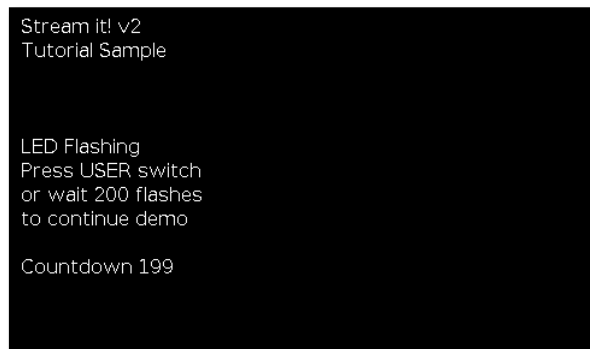 Stream it! v2
Tutorial Sample
LED Flashing
Press USER switch
or wait 200 flashes
to continue demo
Countdown 199